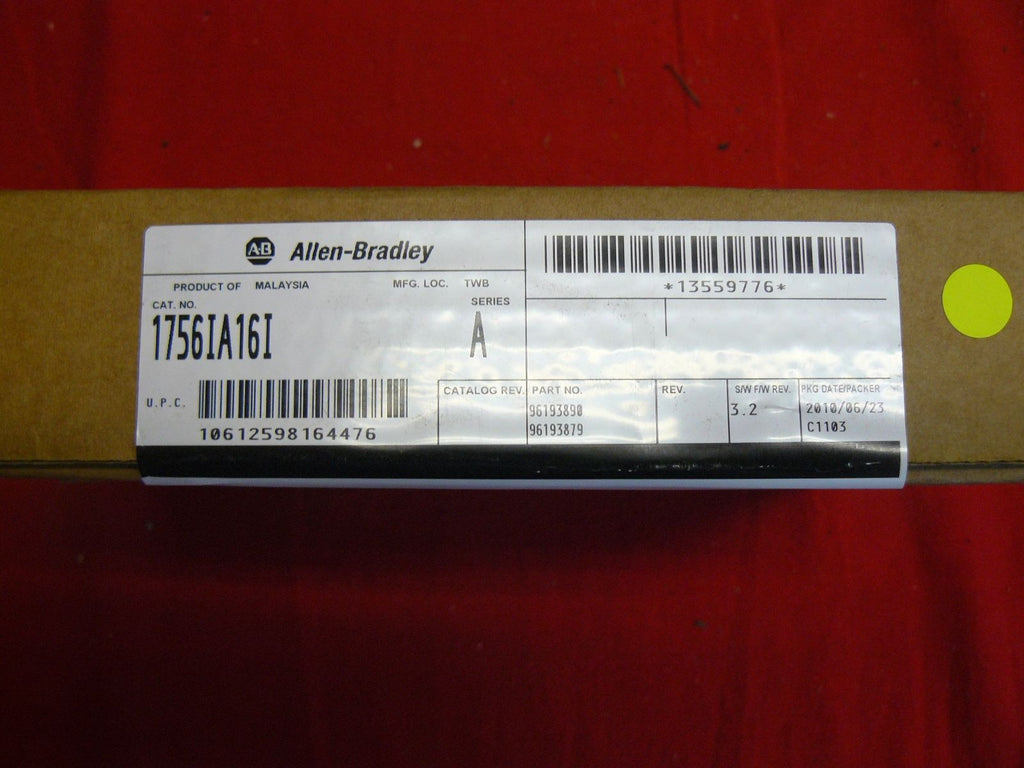 A-B Allen-Bradley
PRODUCT OF MALAYSIA MFG. LOC. TWB
CAT. NO. SERIES
1756IA16I A
U.P.C.
10612598164476
*13559776*
CATALOG REV. PART NO. REV. S/W F/W REV. PKG DATE/PACKER
96193890 3.2 2010/06/23
96193879 C1103